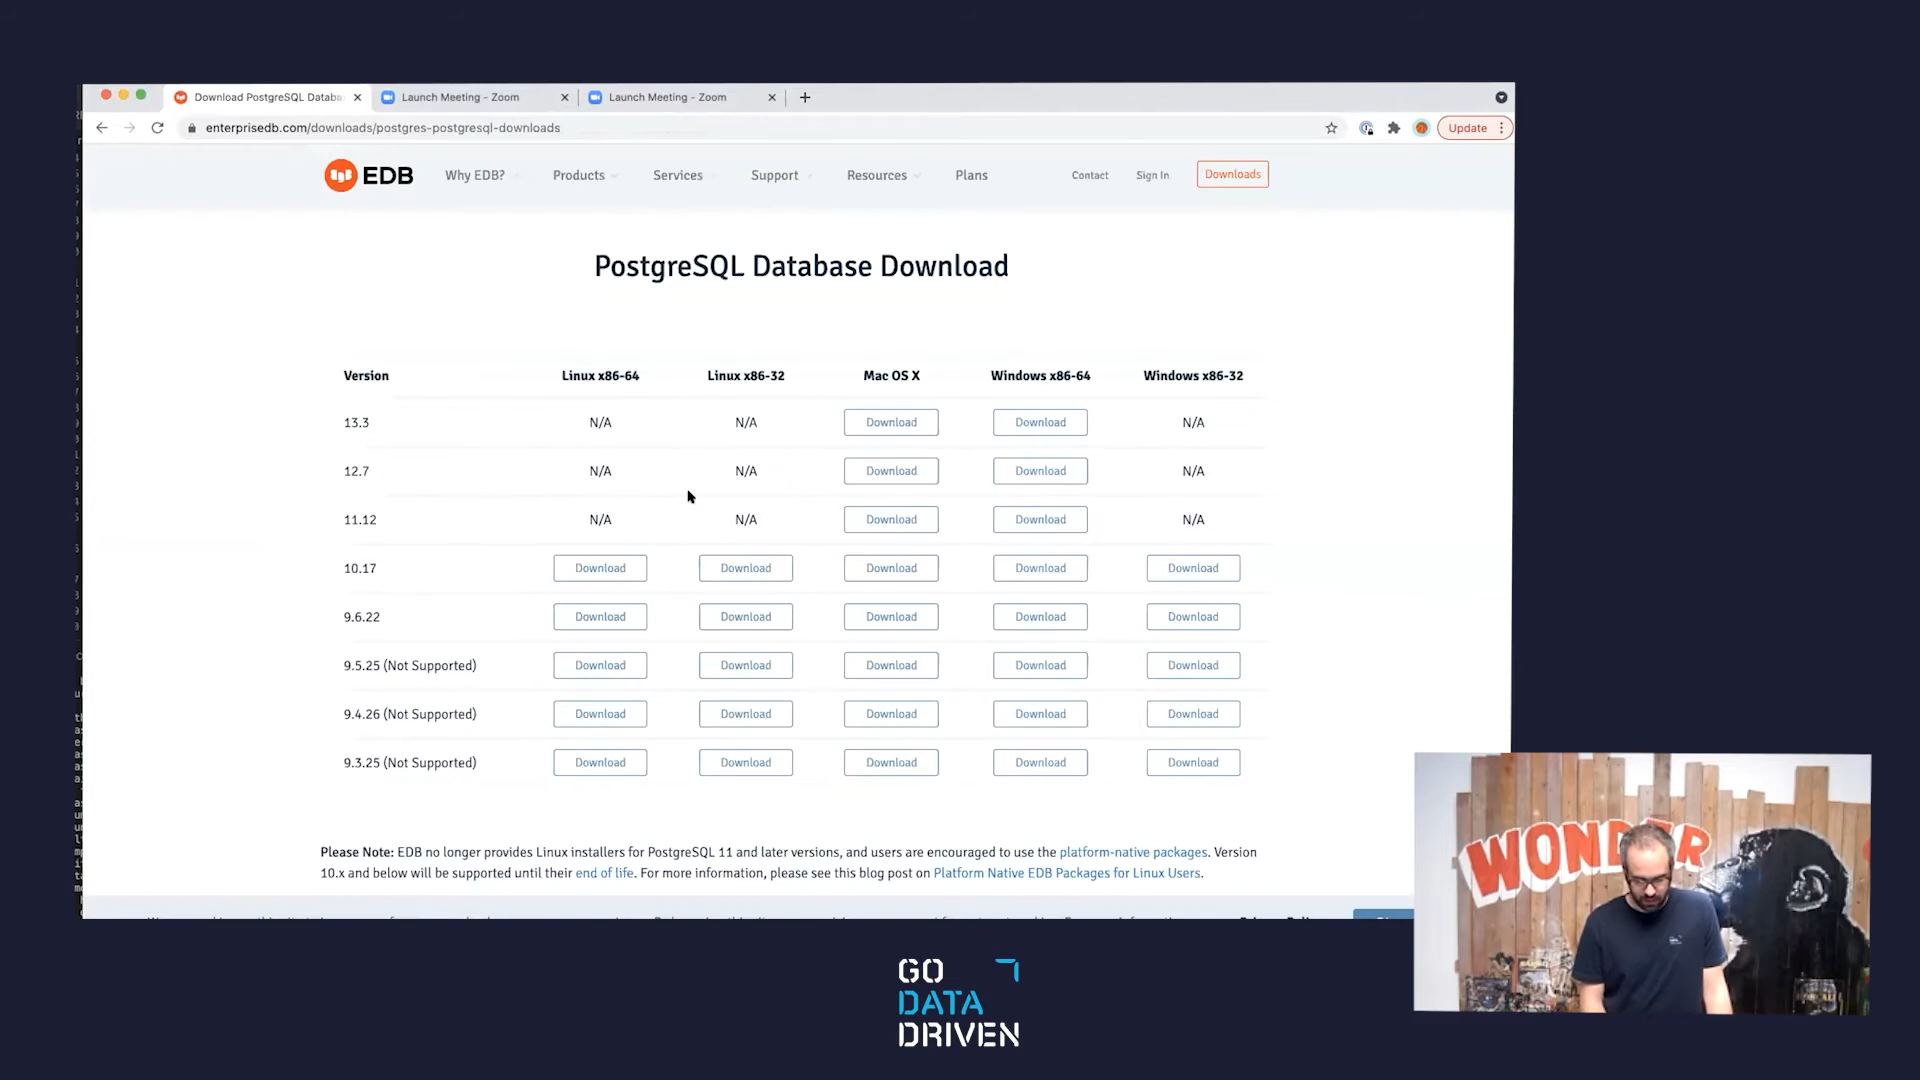 Download PostgreSQL Databa
Launch Meeting - Zoom
Launch Meeting - Zoom
enterprisedb.com/downloads/postgres-postgresql-downloads
Update
EDB
Why EDB?
Products
Services
Support
Resources
Plans
Contact
Sign In
Downloads
PostgreSQL Database Download
Version Linux x86-64 Linux x86-32 Mac OS X Windows x86-64 Windows x86-32
13.3 N/A N/A Download Download N/A
12.7 N/A N/A Download Download N/A
11.12 N/A N/A Download Download N/A
10.17 Download Download Download Download Download
9.6.22 Download Download Download Download Download
9.5.25 (Not Supported) Download Download Download Download Download
9.4.26 (Not Supported) Download Download Download Download Download
9.3.25 (Not Supported) Download Download Download Download Download
Please Note: EDB no longer provides Linux installers for PostgreSQL 11 and later versions, and users are encouraged to use the platform-native packages. Version
10.x and below will be supported until their end of life. For more information, please see this blog post on Platform Native EDB Packages for Linux Users.
WONDER
GO
DATA
DRIVEN